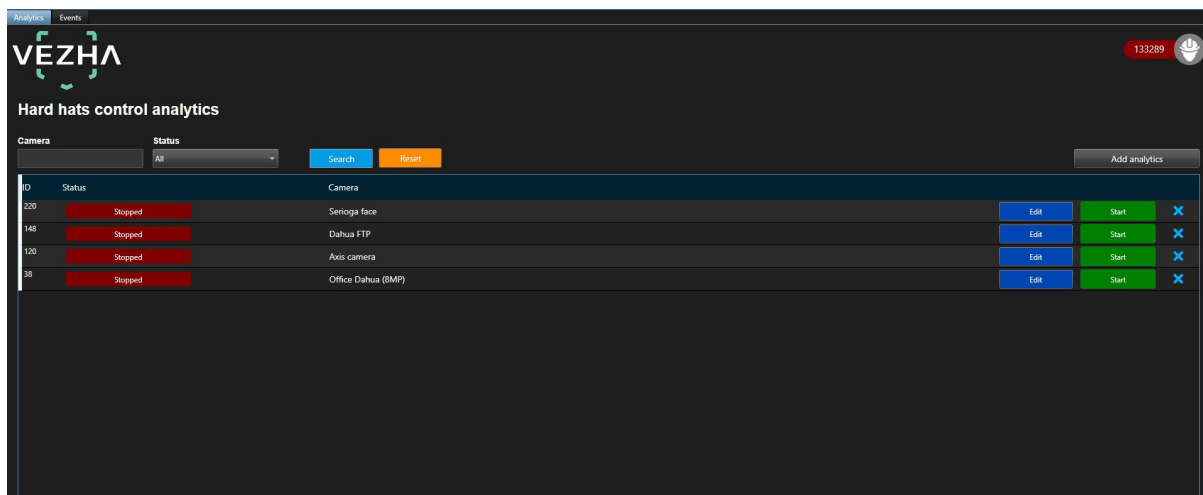 Analytics Events
VEZHA
133289
Hard hats control analytics
Camera Status
All Search Reset Add analytics
ID Status Camera
220 Stopped Serioga face Edit Start
148 Stopped Dahua FTP Edit Start
120 Stopped Axis camera Edit Start
38 Stopped Office Dahua (8MP) Edit Start